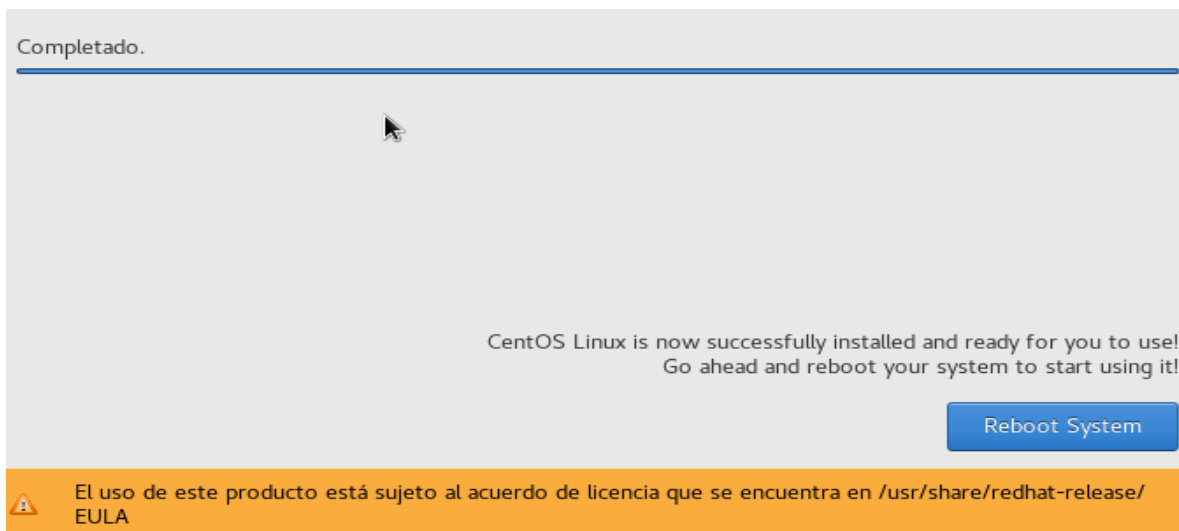 Completado.
CentOS Linux is now successfully installed and ready for you to use!
Go ahead and reboot your system to start using it!
Reboot System
El uso de este producto está sujeto al acuerdo de licencia que se encuentra en /usr/share/redhat-release/
EULA